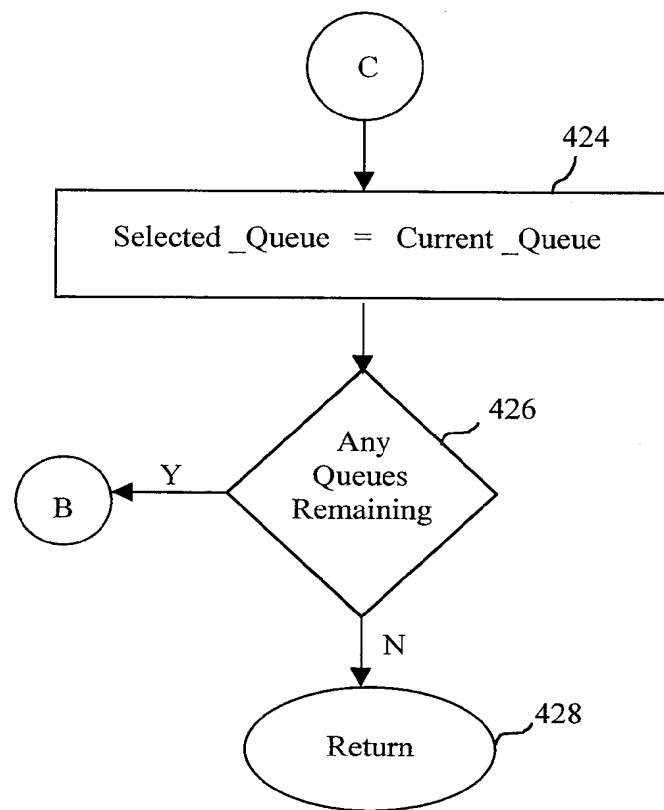 C
424
Selected _Queue = Current _Queue
426
Any
Queues
Remaining
Y
B
N
428
Return